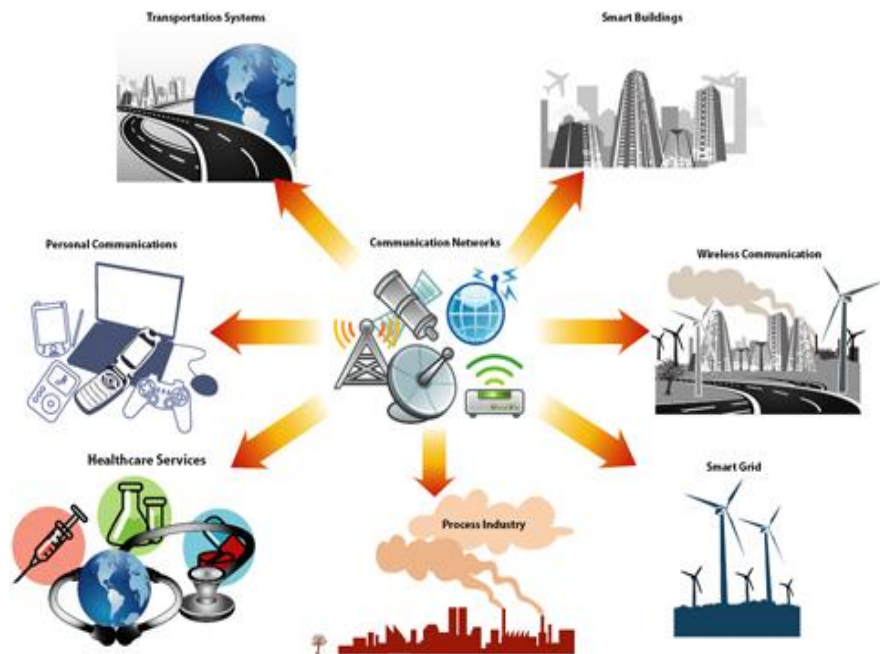 Transportation Systems
Smart Buildings
Personal Communications
Communication Networks
Wireless Communication
Healthcare Services
Process Industry
Smart Grid